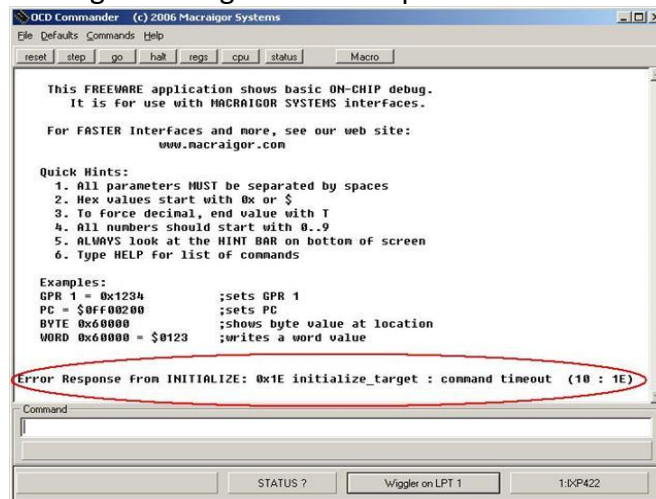 OCD Commander (c) 2006 Macraigor Systems
File Defaults Commands Help
reset step go halt regs cpu status Macro
This FREEWARE application shows basic ON-CHIP debug.
It is for use with MACRAIGOR SYSTEMS interfaces.
For FASTER Interfaces and more, see our web site:
www.macraigor.com
Quick Hints:
1. All parameters MUST be separated by spaces
2. Hex values start with 0x or $
3. To force decimal, end value with T
4. All numbers should start with 0..9
5. ALWAYS look at the HINT BAR on bottom of screen
6. Type HELP for list of commands
Examples:
GPR 1 = 0x1234 ;sets GPR 1
PC = $0FF00200 ;sets PC
BYTE 0x60000 ;shows byte value at location
WORD 0x60000 = $0123 ;writes a word value
Error Response from INITIALIZE: 0x1E initialize_target : command timeout (10 : 1E)
Command
STATUS ? Wiggler on LPT 1 1:IXP422